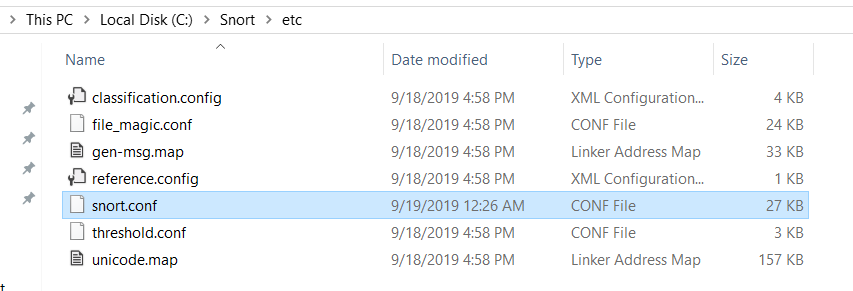 This PC > Local Disk (C:) > Snort > etc
Name Date modified Type Size
classification.config 9/18/2019 4:58 PM XML Configuration... 4 KB
file_magic.conf 9/18/2019 4:58 PM CONF File 24 KB
gen-msg.map 9/18/2019 4:58 PM Linker Address Map 33 KB
reference.config 9/18/2019 4:58 PM XML Configuration... 1 KB
snort.conf 9/19/2019 12:26 AM CONF File 27 KB
threshold.conf 9/18/2019 4:58 PM CONF File 3 KB
unicode.map 9/18/2019 4:58 PM Linker Address Map 157 KB